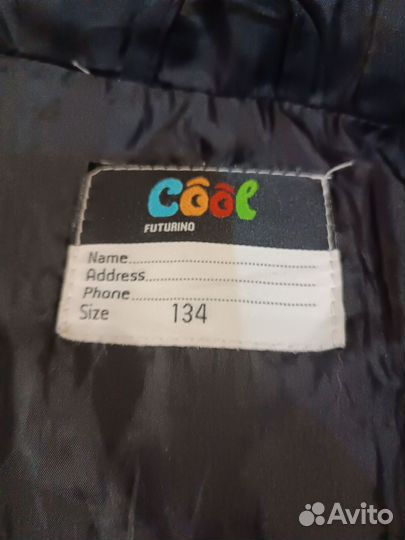 Cool
FUTURINO
Name
Address
Phone
Size 134
Avito